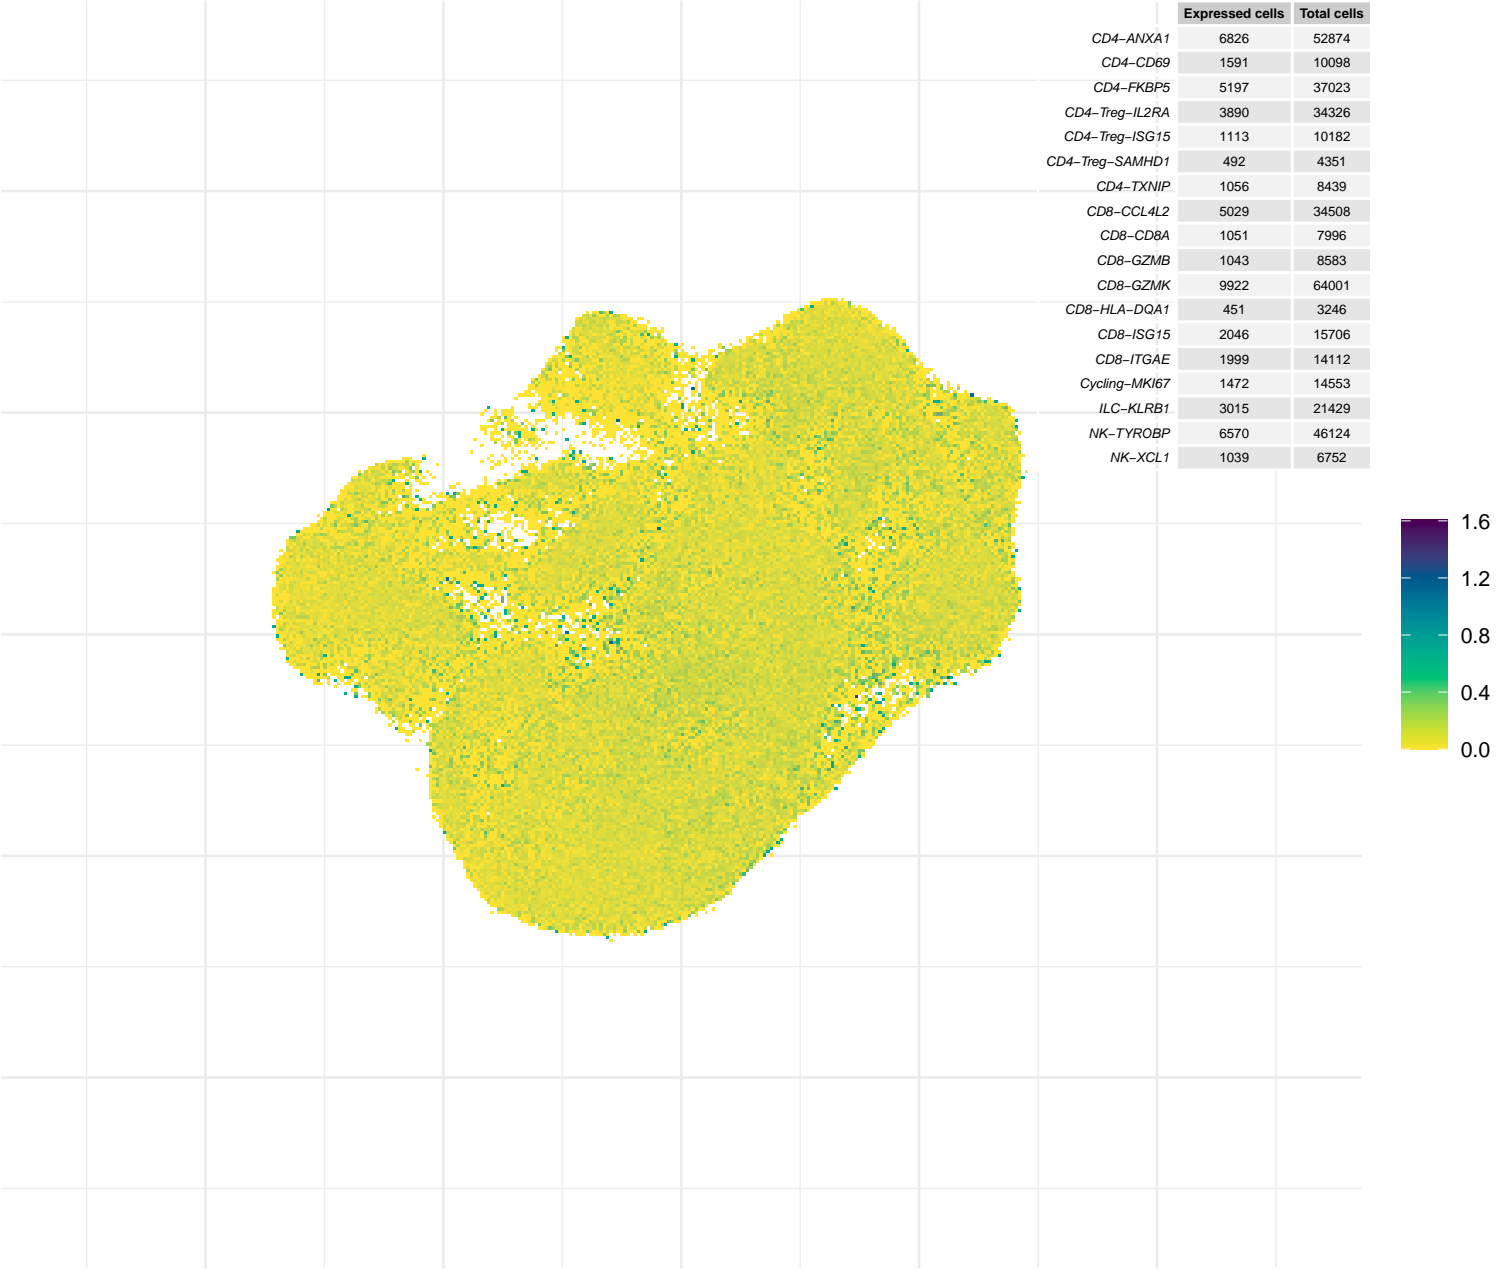 Expressed cells Total cells
CD4−ANXA1 6826 52874
CD4−CD69 1591 10098
CD4−FKBP5 5197 37023
CD4−Treg−IL2RA 3890 34326
CD4−Treg−ISG15 1113 10182
CD4−Treg−SAMHD1 492 4351
CD4−TXNIP 1056 8439
CD8−CCL4L2 5029 34508
CD8−CD8A 1051 7996
CD8−GZMB 1043 8583
CD8−GZMK 9922 64001
CD8−HLA−DQA1 451 3246
CD8−ISG15 2046 15706
CD8−ITGAE 1999 14112
Cycling−MKI67 1472 14553
ILC−KLRB1 3015 21429
NK−TYROBP 6570 46124
NK−XCL1 1039 6752
1.6
1.2
0.8
0.4
0.0